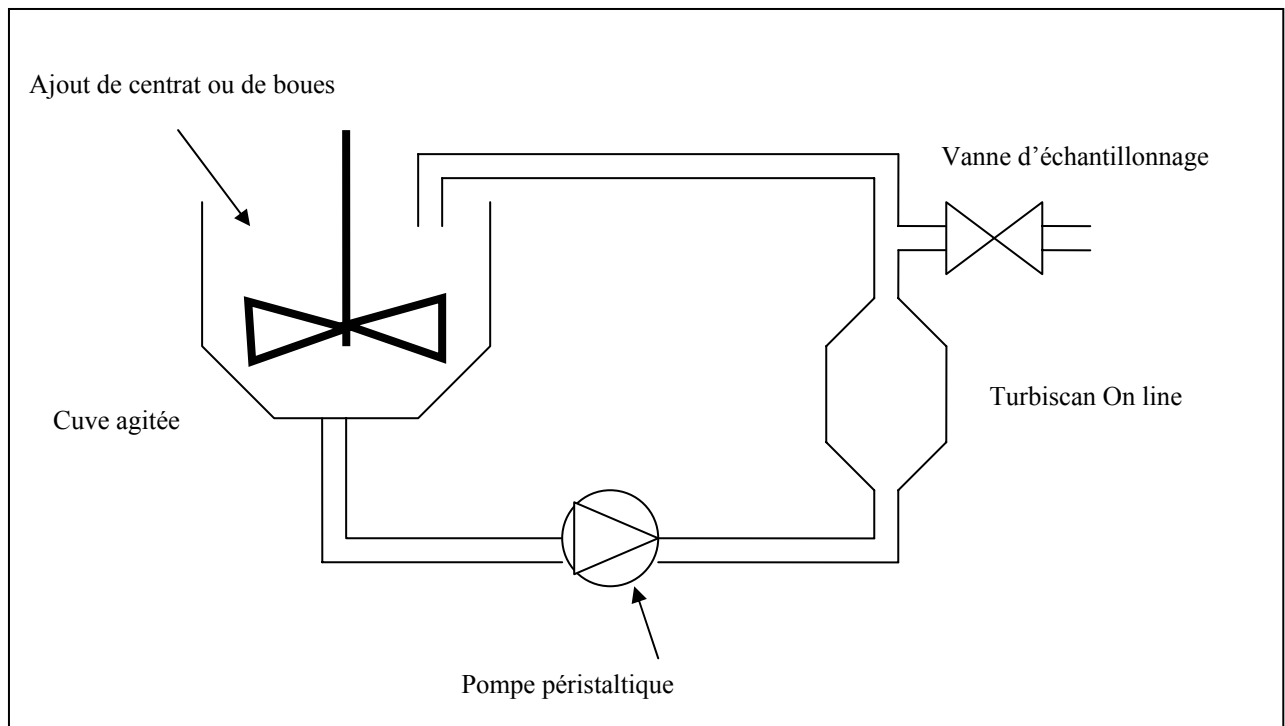 Ajout de centrat ou de boues
Vanne d’échantillonnage
Turbiscan On line
Cuve agitée
Pompe péristaltique